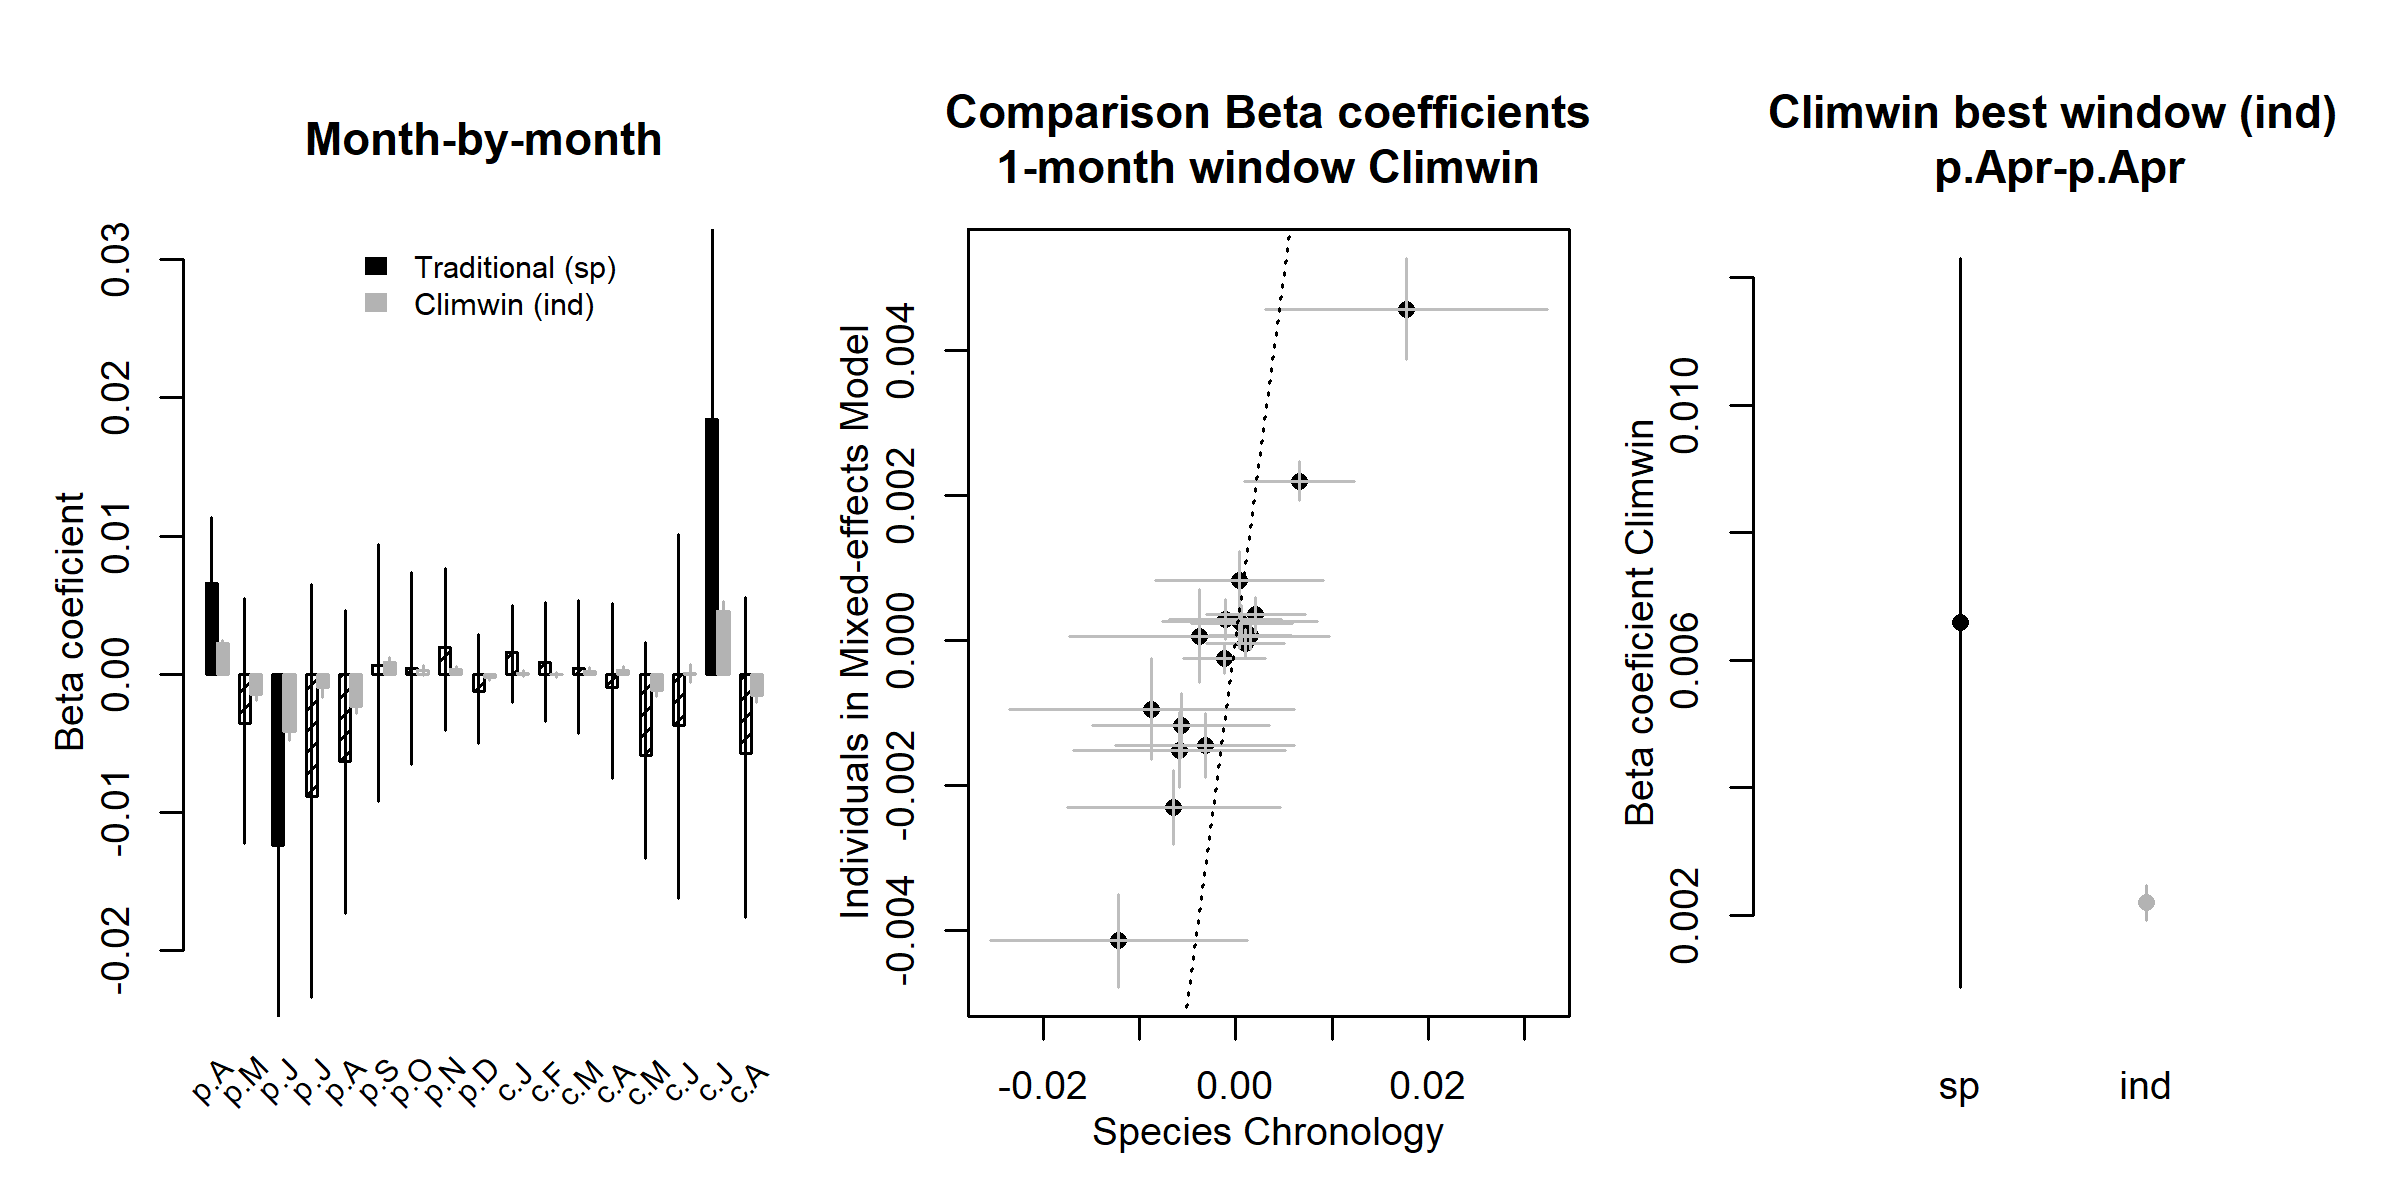 Month-by-month
Beta coeficient
0.03
0.02
0.01
0.00
-0.01
-0.02
Traditional (sp)
Climwin (ind)
p.A
p.M
p.J
p.J
p.A
p.S
p.O
p.N
p.D
c.J
c.F
c.M
c.A
c.M
c.J
c.J
c.A
Comparison Beta coefficients
1-month window Climwin
Individuals in Mixed-effects Model
0.004
0.002
0.000
-0.002
-0.004
-0.02
0.00
0.02
Species Chronology
Climwin best window (ind)
p.Apr-p.Apr
Beta coeficient Climwin
0.010
0.006
0.002
sp
ind